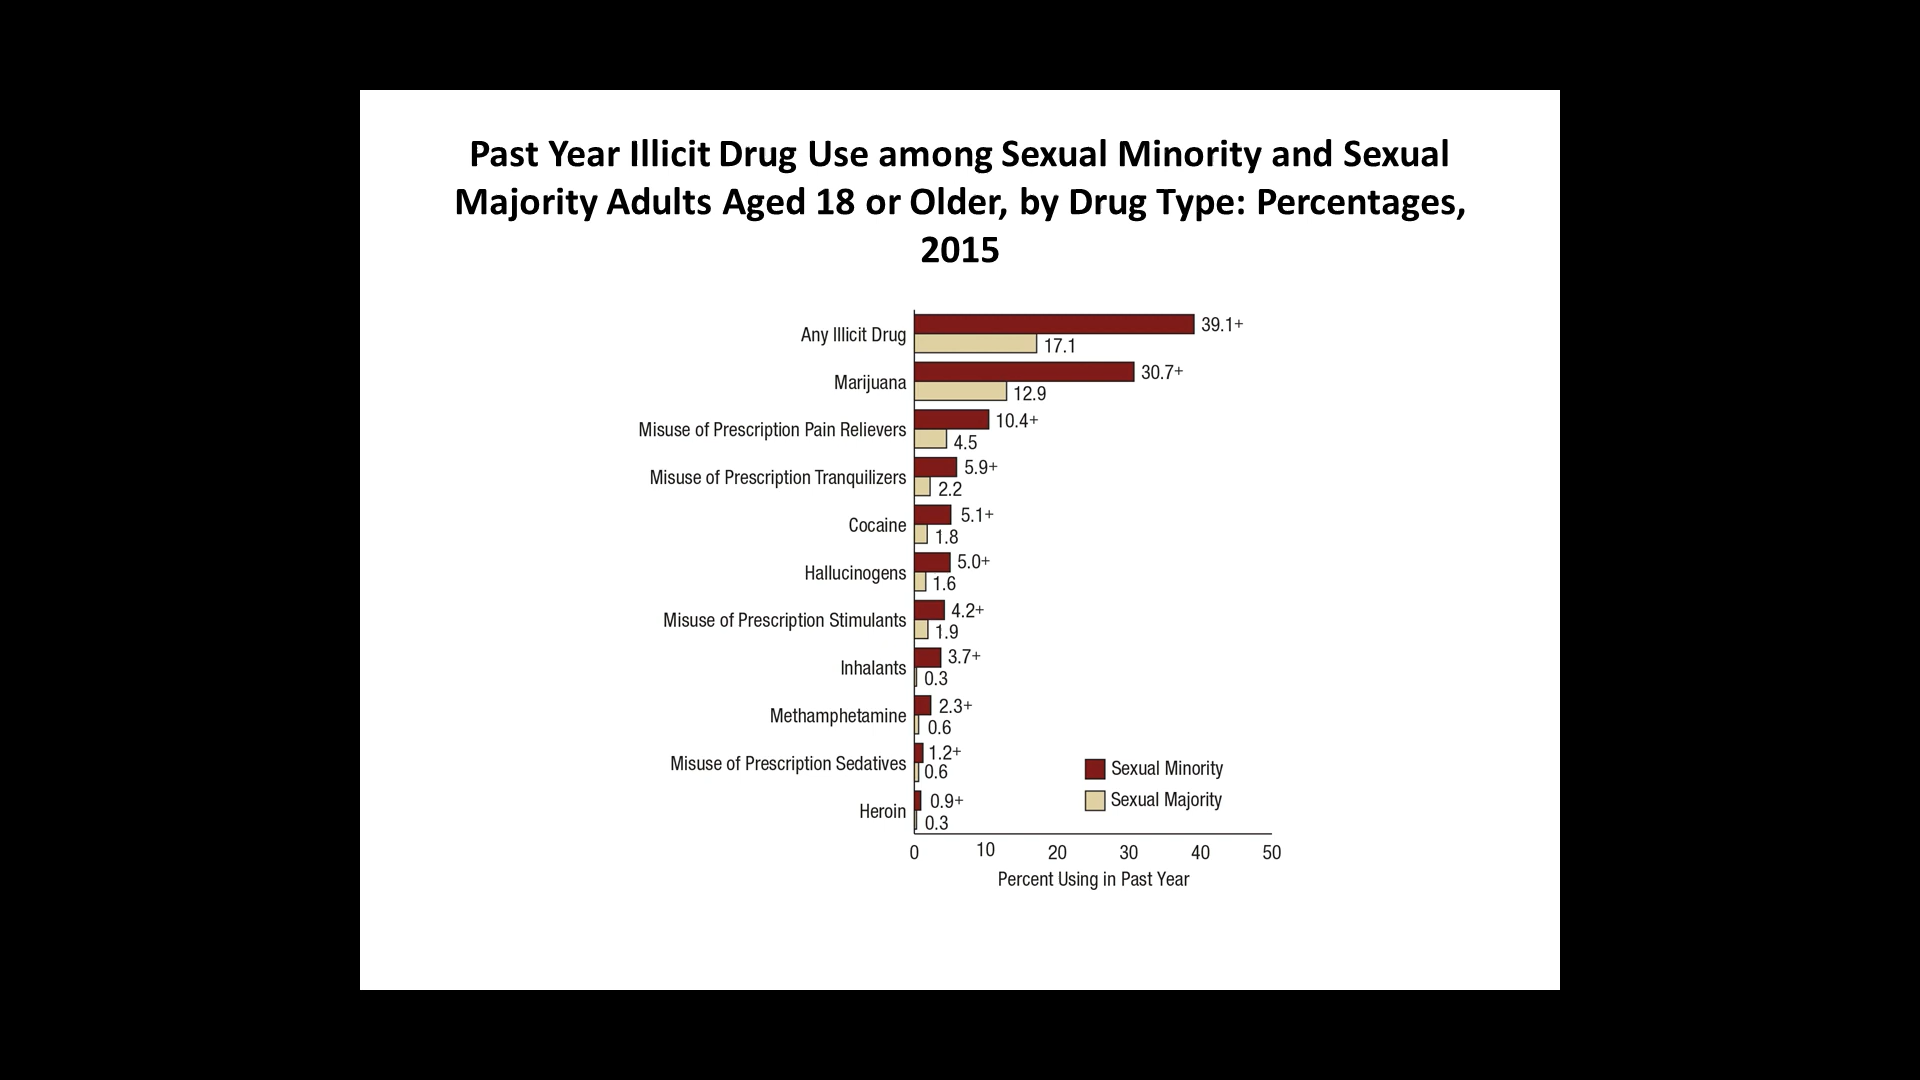 Past Year Illicit Drug Use among Sexual Minority and Sexual
Majority Adults Aged 18 or Older, by Drug Type: Percentages,
2015
Any Illicit Drug
39.1+
17.1
Marijuana
30.7+
12.9
Misuse of Prescription Pain Relievers
10.4+
4.5
Misuse of Prescription Tranquilizers
5.9+
2.2
Cocaine
5.1+
1.8
Hallucinogens
5.0+
1.6
Misuse of Prescription Stimulants
4.2+
1.9
Inhalants
3.7+
0.3
Methamphetamine
2.3+
0.6
Misuse of Prescription Sedatives
1.2+
0.6
Heroin
0.9+
0.3
Sexual Minority
Sexual Majority
0 10 20 30 40 50
Percent Using in Past Year